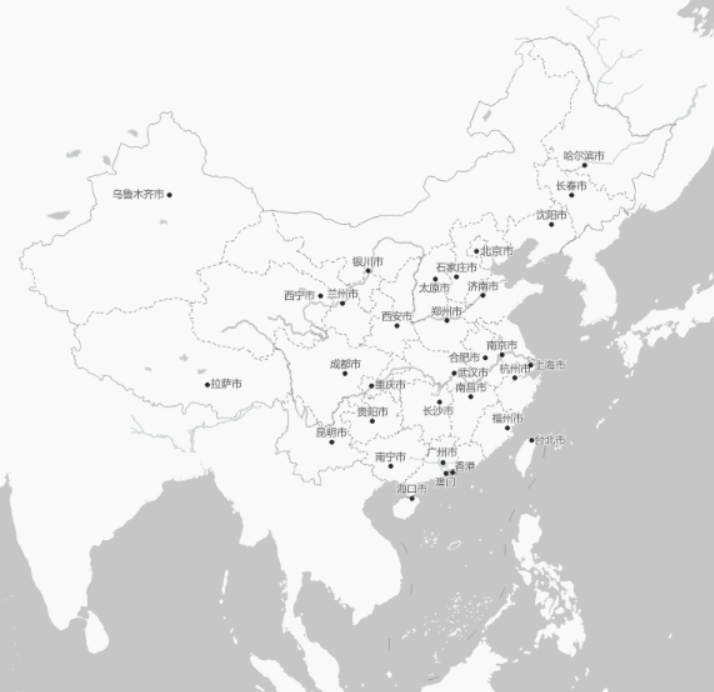 哈尔滨市
长春市
乌鲁木齐市
沈阳市
北京市
银川市
石家庄市
太原市
济南市
西宁市
兰州市
西安市
郑州市
南京市
合肥市
上海市
成都市
武汉市
杭州市
拉萨市
重庆市
南昌市
贵阳市
长沙市
福州市
昆明市
台北市
南宁市
广州市
香港
澳门
海口市